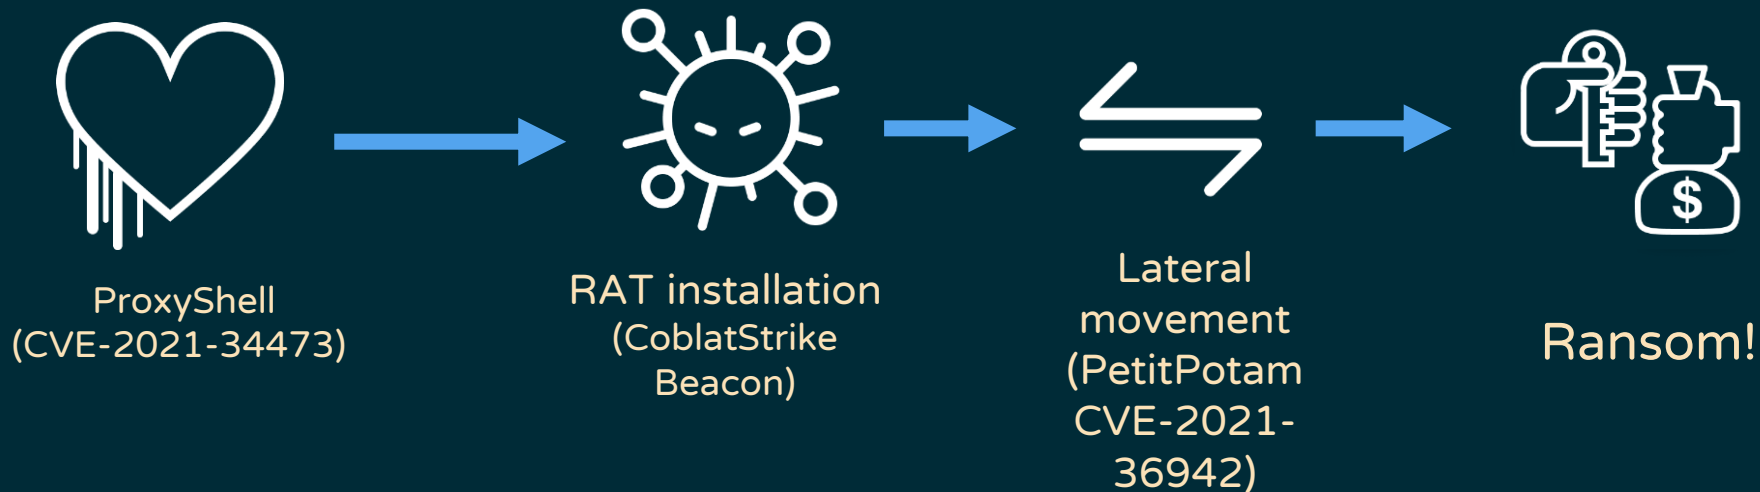 ProxyShell
(CVE-2021-34473)
RAT installation
(CoblatStrike
Beacon)
Lateral
movement
(PetitPotam
CVE-2021-
36942)
Ransom!
$